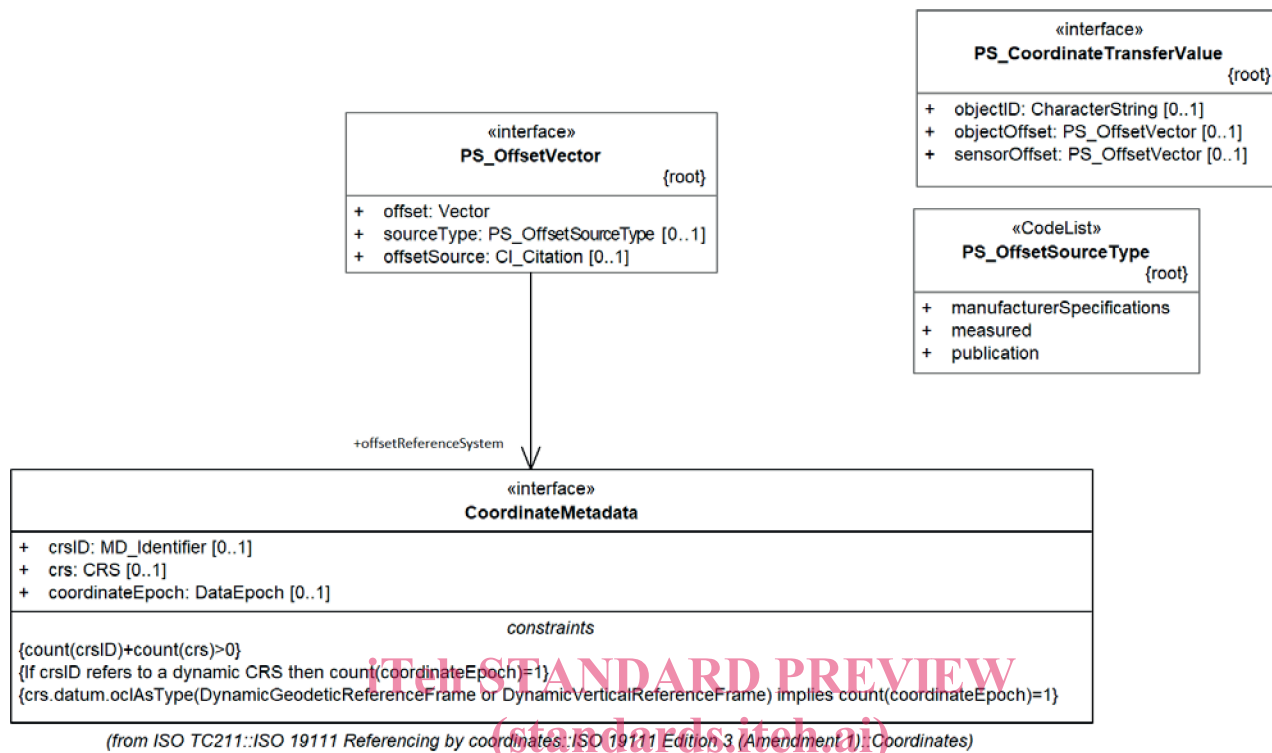 «interface»
PS_CoordinateTransferValue
{root}
+ objectID: CharacterString [0..1]
+ objectOffset: PS_OffsetVector [0..1]
+ sensorOffset: PS_OffsetVector [0..1]
«interface»
PS_OffsetVector
{root}
+ offset: Vector
+ sourceType: PS_OffsetSourceType [0..1]
+ offsetSource: CI_Citation [0..1]
«CodeList»
PS_OffsetSourceType
{root}
+ manufacturerSpecifications
+ measured
+ publication
+offsetReferenceSystem
«interface»
CoordinateMetadata
+ crsID: MD_Identifier [0..1]
+ crs: CRS [0..1]
+ coordinateEpoch: DataEpoch [0..1]
constraints
{count(crsID)+count(crs)>0}
{If crsID refers to a dynamic CRS then count(coordinateEpoch)=1}
iTeh STANDARD PREVIEW
{crs.datum.oclAsType(DynamicGeodeticReferenceFrame or DynamicVerticalReferenceFrame) implies count(coordinateEpoch)=1}
(standards.iteh.ai)
(from ISO TC211::ISO 19111 Referencing by coordinates::ISO 19111 Edition 3 (Amendment 1)::Coordinates)